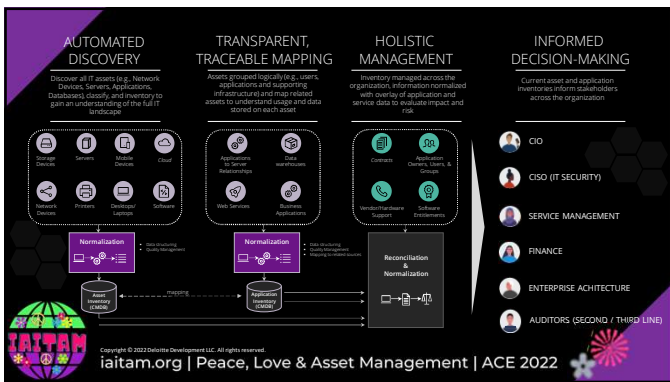 AUTOMATED
DISCOVERY
Discover all IT assets (e.g., Network
Devices, Servers, Applications,
Databases), classify, and inventory to
gain an understanding of the full IT
landscape
Storage
Devices
Servers
Mobile
Devices
Cloud
Network
Devices
Printers
Desktops/
Laptops
Software
Normalization
• Data structuring
• Quality Management
Asset
Inventory
(CMDB)
mapping
TRANSPARENT,
TRACEABLE MAPPING
Assets grouped logically (e.g., users,
applications and supporting
infrastructure) and map related
assets to understand usage and data
stored on each asset
Applications
to Server
Relationships
Data
warehouses
Web Services
Business
Applications
Normalization
• Data structuring
• Quality Management
• Mapping to related sources
Application
Inventory
(CMDB)
HOLISTIC
MANAGEMENT
Inventory managed across the
organization, information normalized
with overlay of application and
service data to evaluate impact and
risk
Contracts
Application
Owners, Users, &
Groups
Vendor/Hardware
Support
Software
Entitlements
Reconciliation
&
Normalization
INFORMED
DECISION-MAKING
Current asset and application
inventories inform stakeholders
across the organization
CIO
CISO (IT SECURITY)
SERVICE MANAGEMENT
FINANCE
ENTERPRISE ACHITECTURE
AUDITORS (SECOND / THIRD LINE)
IAITAM
Copyright © 2022 Deloitte Development LLC. All rights reserved.
iaitam.org | Peace, Love & Asset Management | ACE 2022